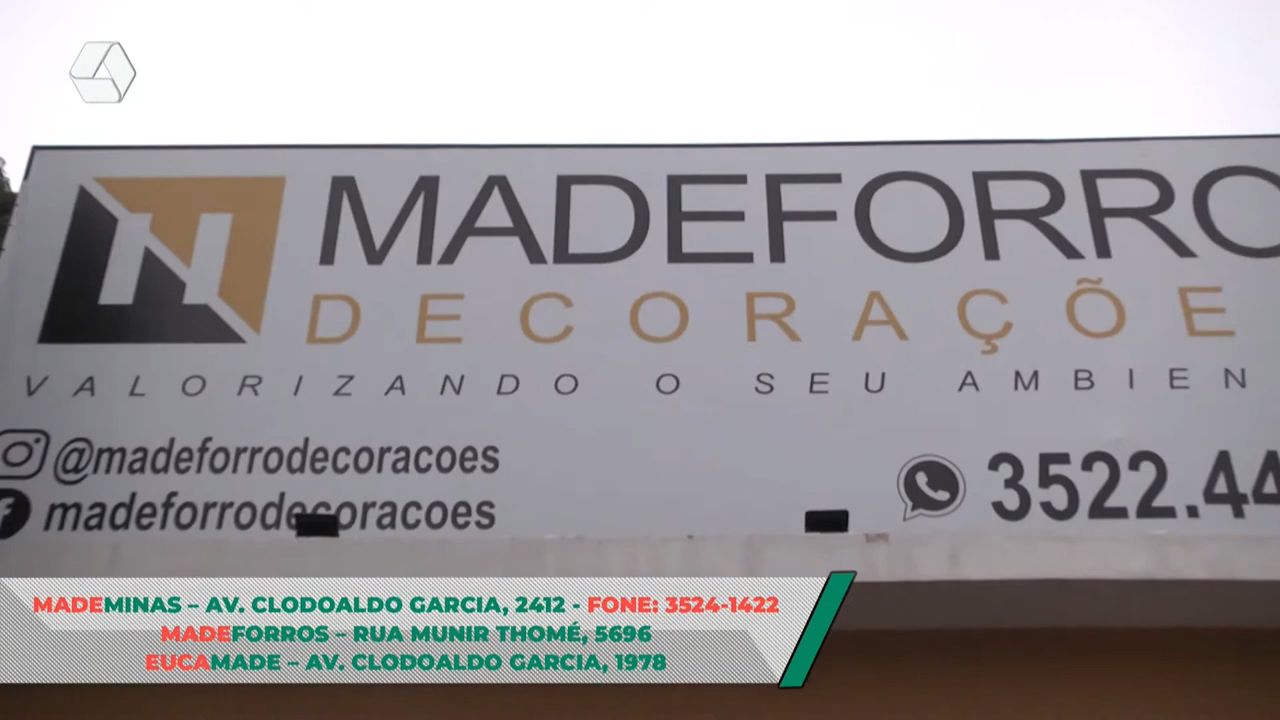 MADEFORRO
DECORAÇÕE
VALORIZANDO O SEU AMBIEN
@madeforrodecoracoes
madeforrodecoracoes
3522.44
MADEMINAS – AV. CLODOALDO GARCIA, 2412 - FONE: 3524-1422
MADEFORROS – RUA MUNIR THOMÉ, 5696
EUCAMADE – AV. CLODOALDO GARCIA, 1978